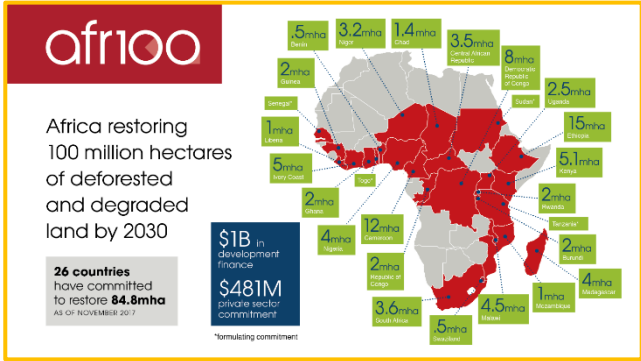 afr100
Africa restoring
100 million hectares
of deforested
and degraded
land by 2030
26 countries
have committed
to restore 84.8mha
AS OF NOVEMBER 2017
$1B in
development
finance
$481M
private sector
commitment
*formulating commitment
.5mha
Benin
3.2mha
Niger
1.4mha
Chad
3.5mha
Central African
Republic
8mha
Democratic
Republic
of Congo
2mha
Guinea
Sudan*
2.5mha
Uganda
Senegal*
15mha
Ethiopia
1mha
Liberia
5.1mha
Kenya
5mha
Ivory Coast
2mha
Rwanda
Togo*
2mha
Ghana
Tanzania*
4mha
Nigeria
12mha
Cameroon
2mha
Burundi
2mha
Republic of
Congo
4mha
Madagascar
3.6mha
South Africa
4.5mha
Malawi
1mha
Mozambique
.5mha
Swaziland